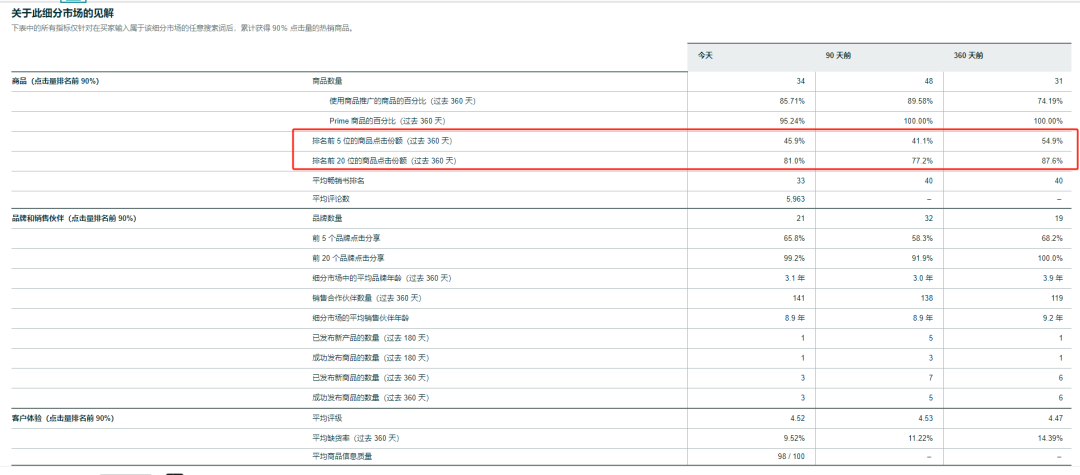 关于此细分市场的见解
下表中的所有指标仅针对在买家输入属于该细分市场的任意搜索词后，累计获得 90% 点击量的热销商品。
今天 90 天前 360 天前
商品（点击量排名前 90%） 商品数量 34 48 31
使用商品推广的商品的百分比（过去 360 天） 85.71% 89.58% 74.19%
Prime 商品的百分比（过去 360 天） 95.24% 100.00% 100.00%
排名前 5 位的商品点击份额（过去 360 天） 45.9% 41.1% 54.9%
排名前 20 位的商品点击份额（过去 360 天） 81.0% 77.2% 87.6%
平均畅销书排名 33 40 40
平均评论数 5,963 – –
品牌和销售伙伴（点击量排名前 90%） 品牌数量 21 32 19
前 5 个品牌点击分享 65.8% 58.3% 68.2%
前 20 个品牌点击分享 99.2% 91.9% 100.0%
细分市场中的平均品牌年龄（过去 360 天） 3.1 年 3.0 年 3.9 年
销售合作伙伴数量（过去 360 天） 141 138 119
细分市场的平均销售伙伴年龄 8.9 年 8.9 年 9.2 年
已发布新产品的数量（过去 180 天） 1 5 1
成功发布商品的数量（过去 180 天） 1 3 1
已发布新商品的数量（过去 360 天） 3 7 6
成功发布商品的数量（过去 360 天） 3 5 6
客户体验（点击量排名前 90%） 平均评级 4.52 4.53 4.47
平均缺货率（过去 360 天） 9.52% 11.22% 14.39%
平均商品信息质量 98 / 100 – –